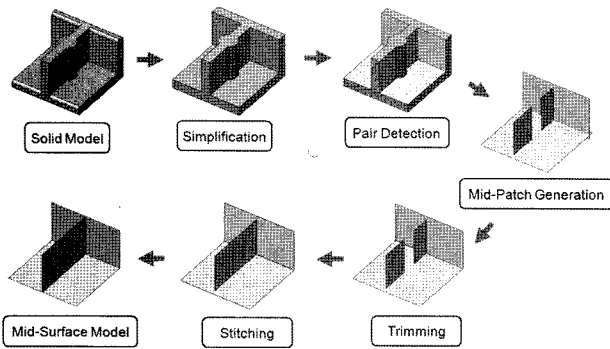 Solid Model
Simplification
Pair Detection
Mid-Patch Generation
Mid-Surface Model
Stitching
Trimming